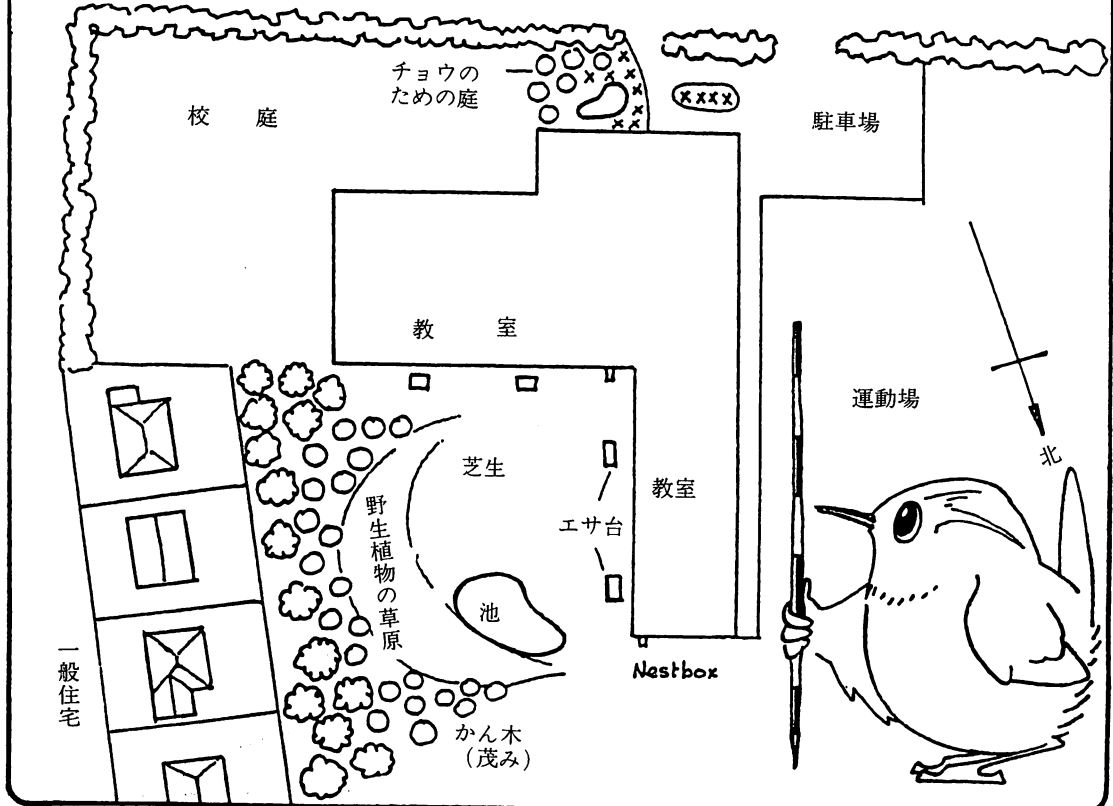 チョウの
ための庭
校庭
駐車場
教室
運動場
北
芝生
教室
エサ台
野生植物の草原
池
一般住宅
Nestbox
かん木
(茂み)